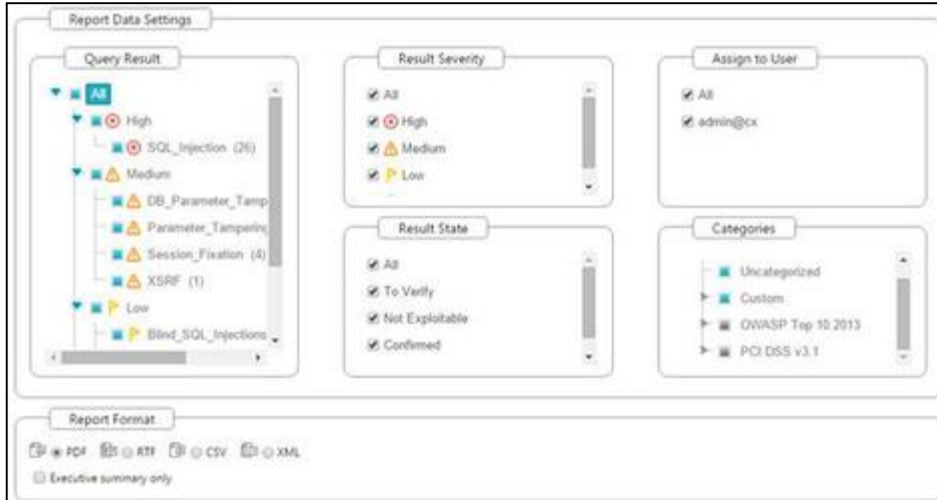 Report Data Settings
Query Result
All
High
SQL_Injection (26)
Medium
DB_Parameter_Tamp
Parameter_Tampering
Session_Fixation (4)
XSRF (1)
Low
Blind_SQL_Injections
Result Severity
All
High
Medium
Low
Result State
All
To Verify
Not Exploitable
Confirmed
Assign to User
All
admin@cx
Categories
Uncategorized
Custom
OWASP Top 10 2013
PCI DSS v3.1
Report Format
PDF RTF CSV XML
Executive summary only